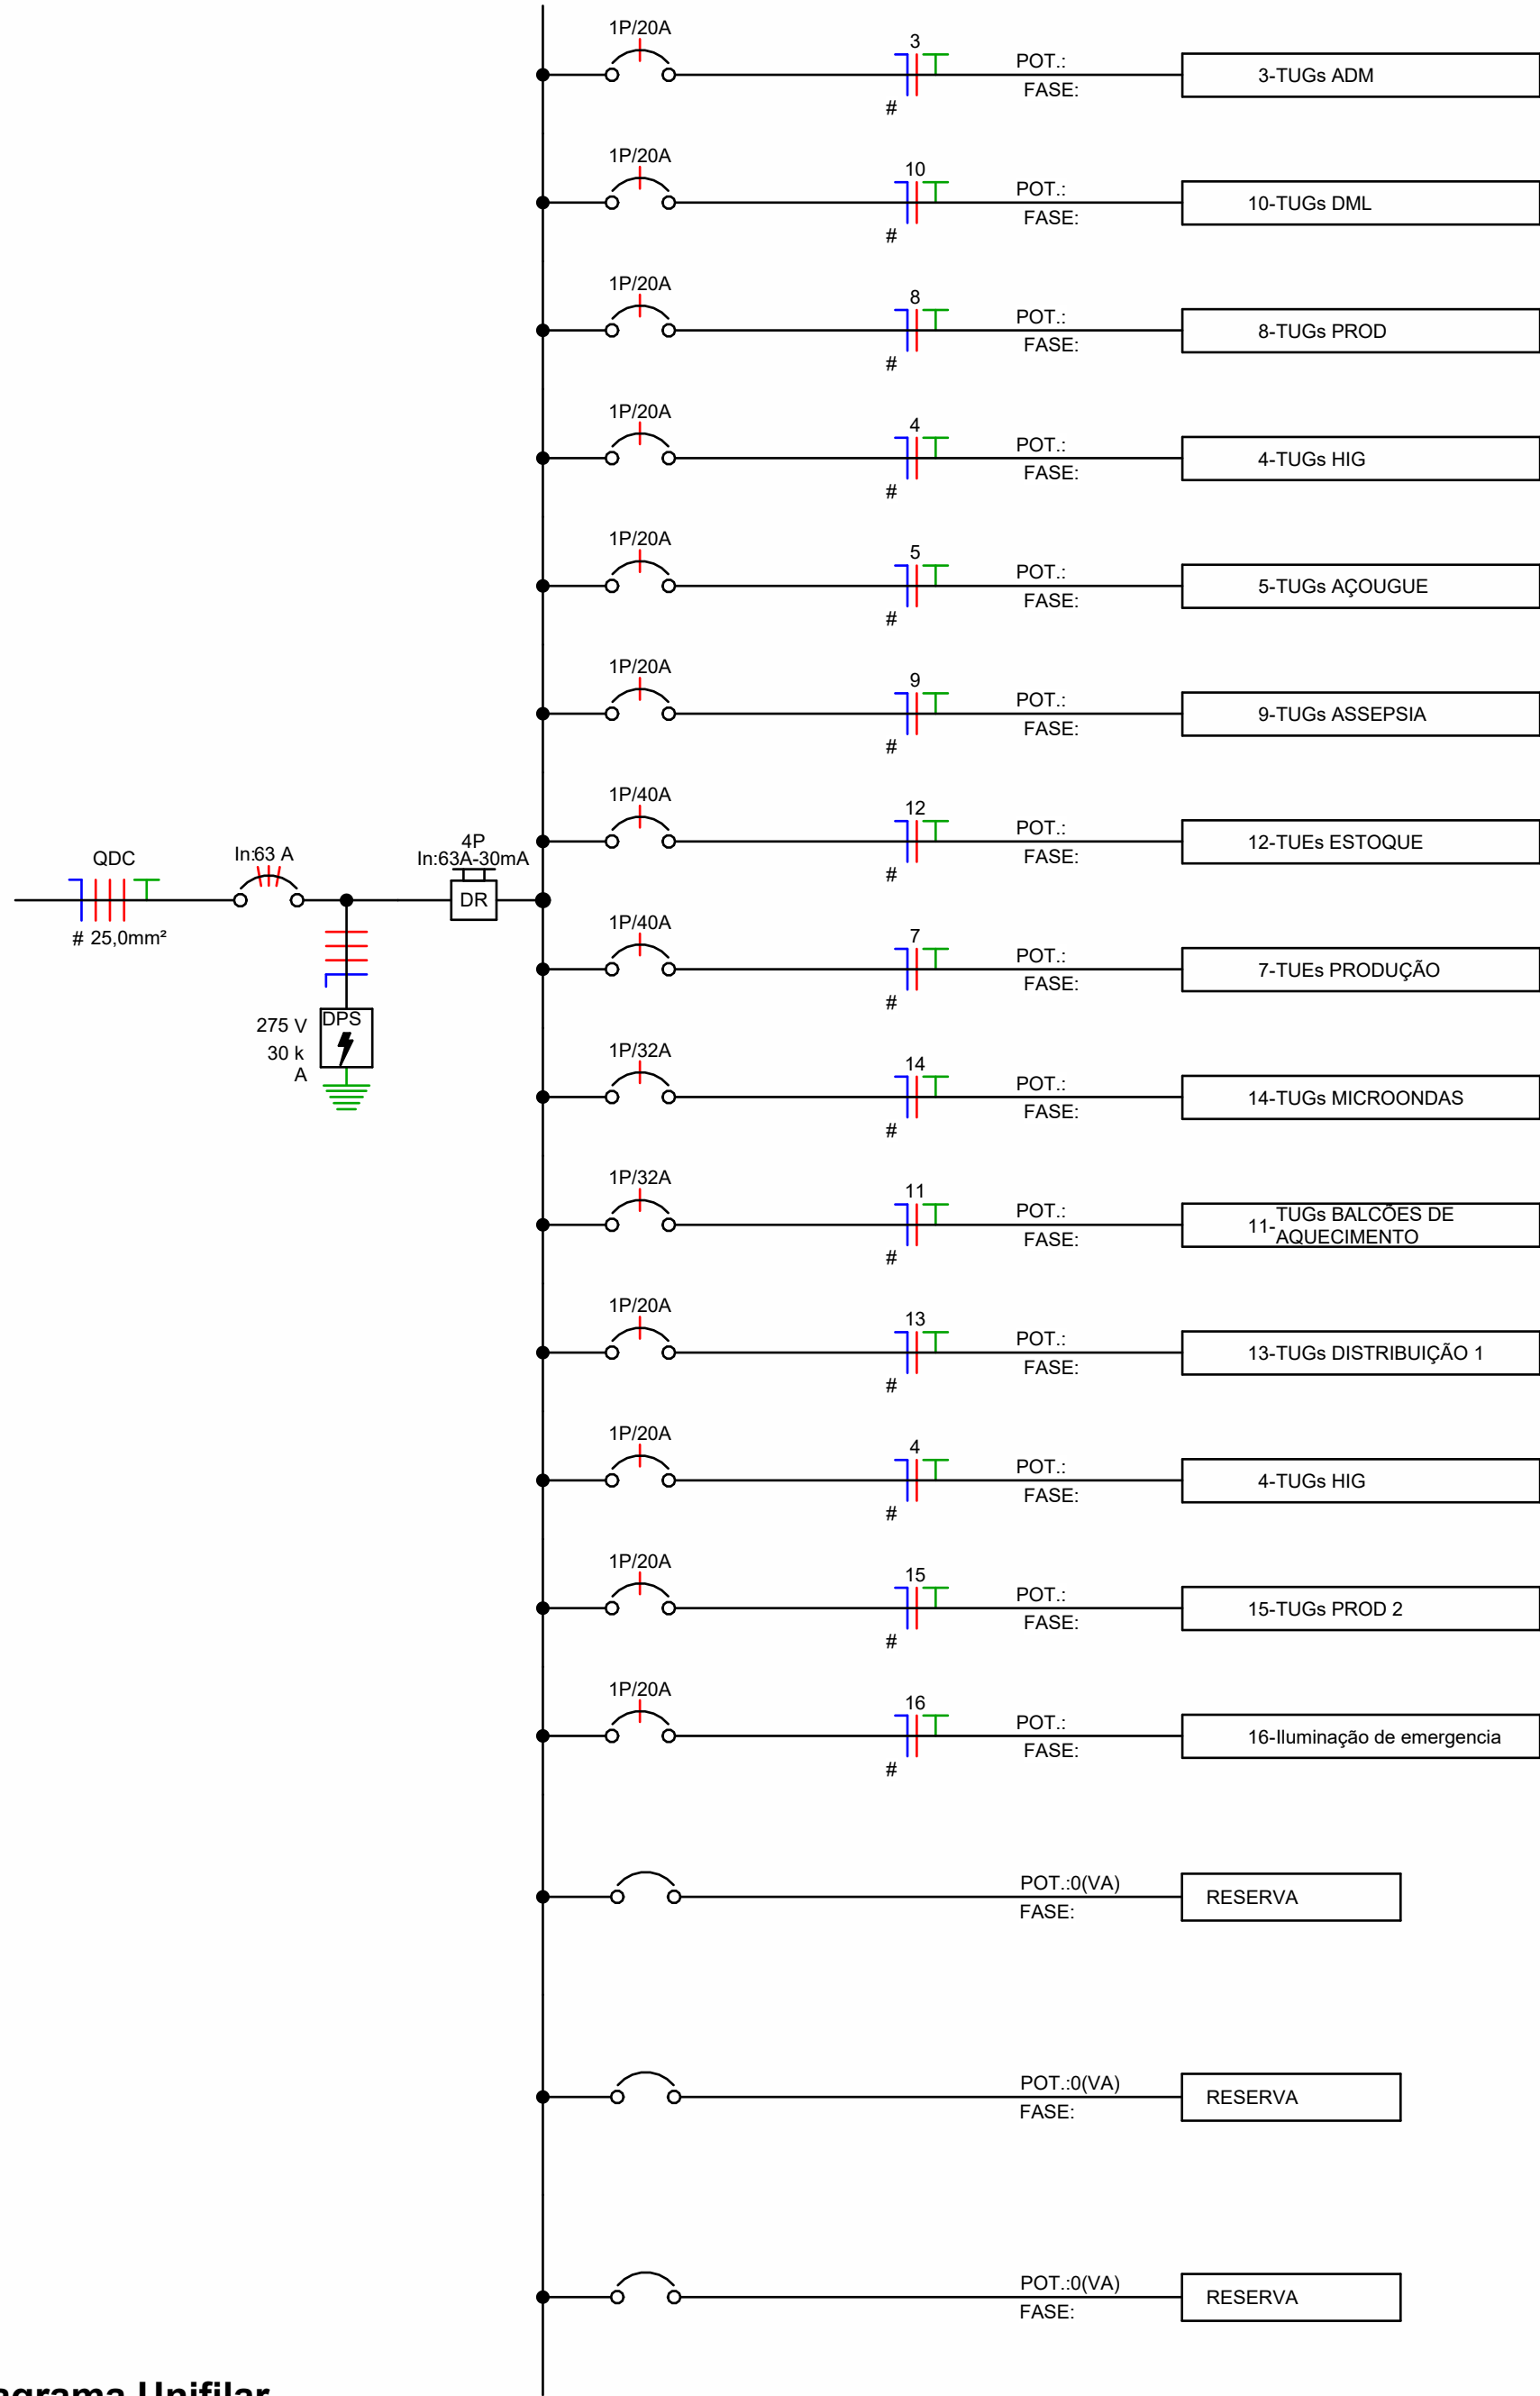 1P/20A
3
POT.:
FASE:
#
3-TUGs ADM
1P/20A
10
POT.:
FASE:
#
10-TUGs DML
1P/20A
8
POT.:
FASE:
#
8-TUGs PROD
1P/20A
4
POT.:
FASE:
#
4-TUGs HIG
1P/20A
5
POT.:
FASE:
#
5-TUGs AÇOUGUE
1P/20A
9
POT.:
FASE:
#
9-TUGs ASSEPSIA
1P/40A
12
POT.:
FASE:
#
12-TUEs ESTOQUE
QDC
# 25,0mm²
In:63 A
4P
In:63A-30mA
DR
DPS
275 V
30 k
A
1P/40A
7
POT.:
FASE:
#
7-TUEs PRODUÇÃO
1P/32A
14
POT.:
FASE:
#
14-TUGs MICROONDAS
1P/32A
11
POT.:
FASE:
#
11-TUGs BALCÕES DE
AQUECIMENTO
1P/20A
13
POT.:
FASE:
#
13-TUGs DISTRIBUIÇÃO 1
1P/20A
4
POT.:
FASE:
#
4-TUGs HIG
1P/20A
15
POT.:
FASE:
#
15-TUGs PROD 2
1P/20A
16
POT.:
FASE:
#
16-Iluminação de emergencia
POT.:0(VA)
FASE:
RESERVA
POT.:0(VA)
FASE:
RESERVA
POT.:0(VA)
FASE:
RESERVA
agrama Unifilar